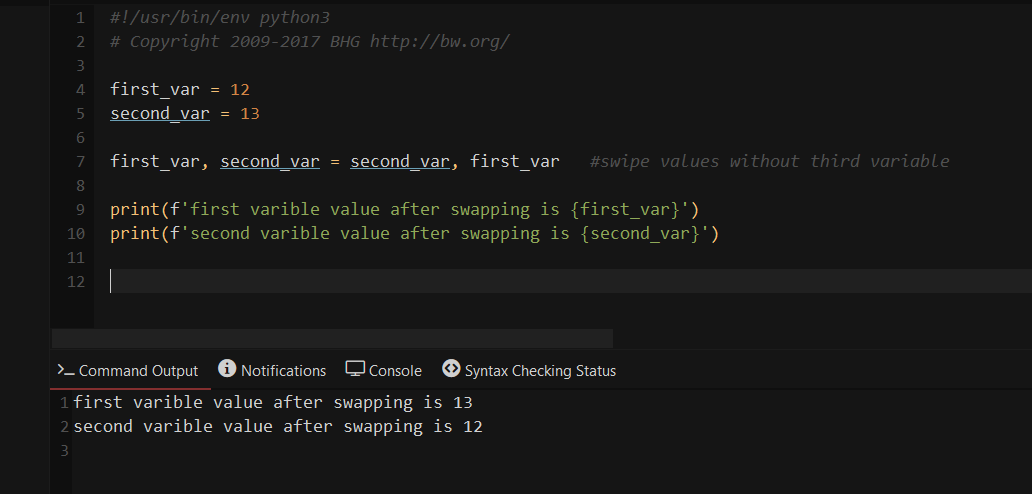 1 #!/usr/bin/env python3
2 # Copyright 2009-2017 BHG http://bw.org/
3
4 first_var = 12
5 second_var = 13
6
7 first_var, second_var = second_var, first_var   #swipe values without third variable
8
9 print(f'first varible value after swapping is {first_var}')
10 print(f'second varible value after swapping is {second_var}')
11
12
Command Output Notifications Console Syntax Checking Status
1 first varible value after swapping is 13
2 second varible value after swapping is 12
3